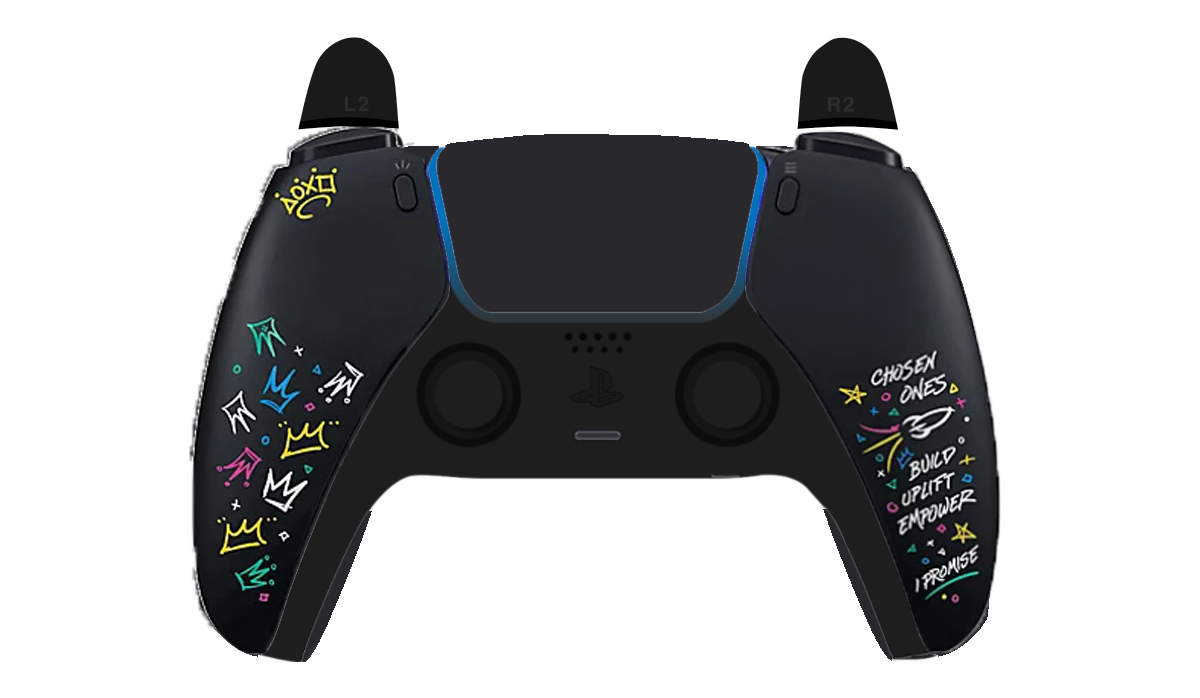 L2
R2
CHOSEN
ONES
BUILD
UPLIFT
EMPOWER
I PROMISE